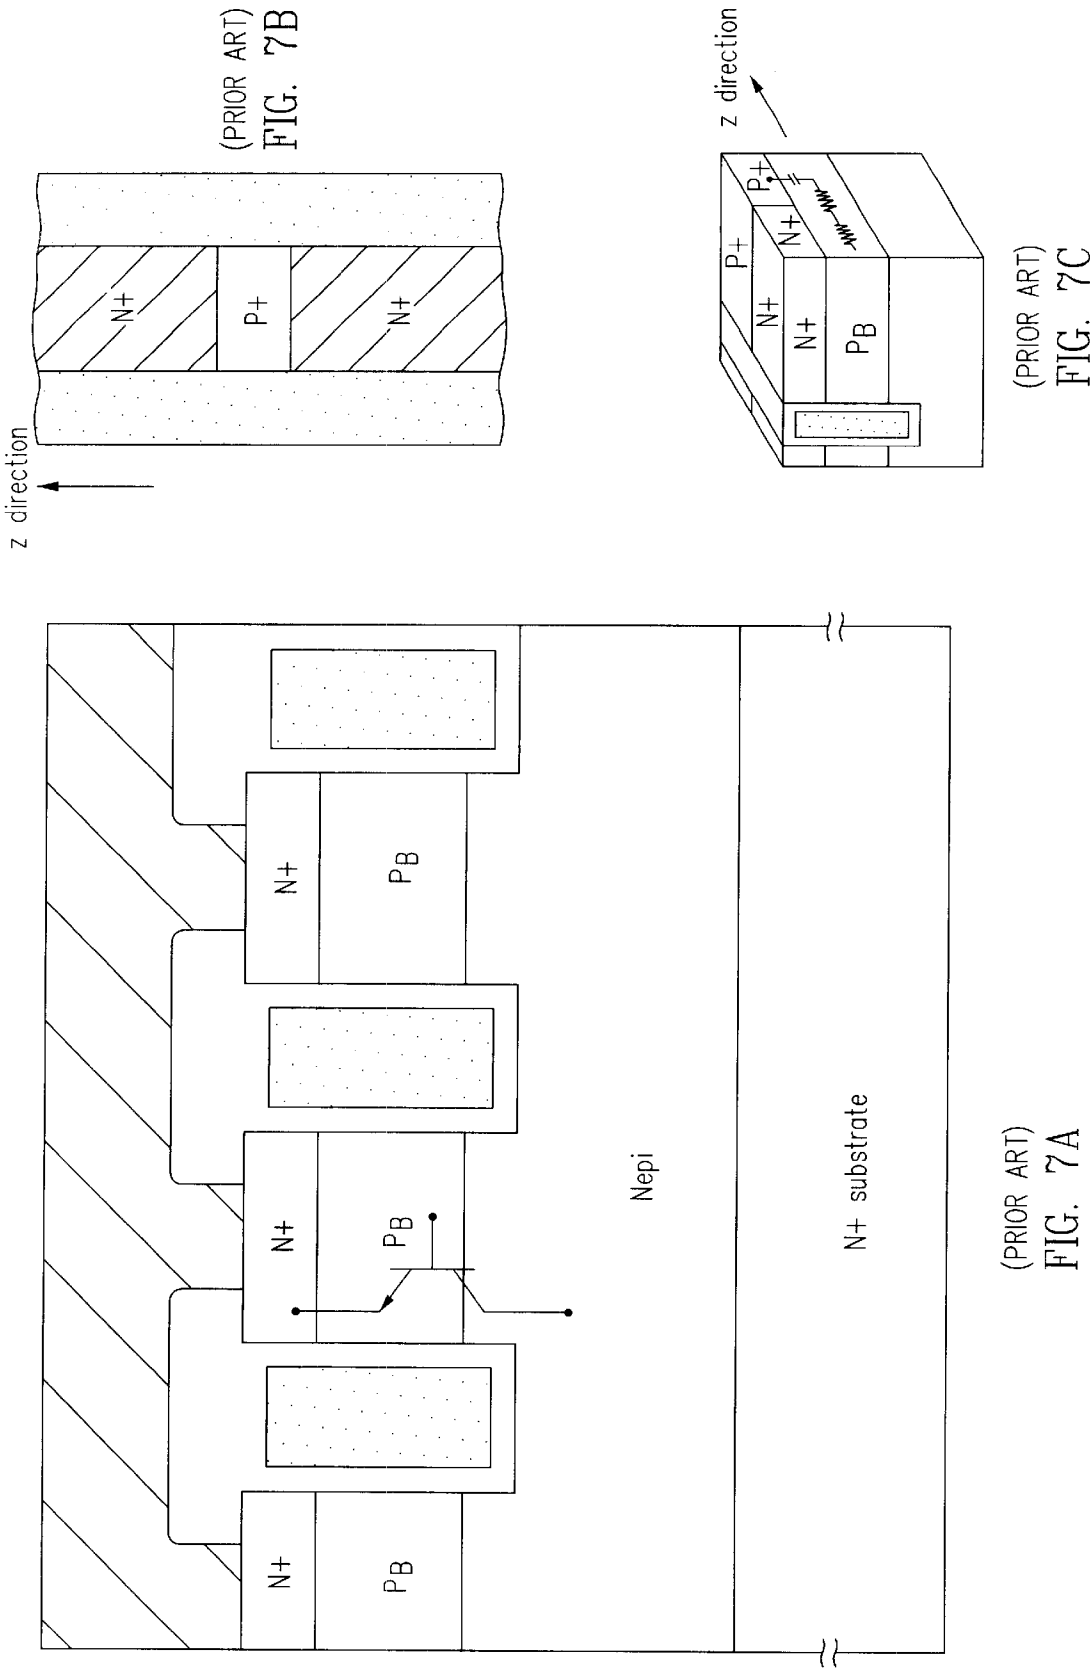 z direction
N+
P+
N+
(PRIOR ART)
FIG. 7B
z direction
P+
P+
N+
N+
N+
PB
(PRIOR ART)
FIG. 7C
N+
N+
N+
PB
PB
PB
Nepi
N+ substrate
(PRIOR ART)
FIG. 7A